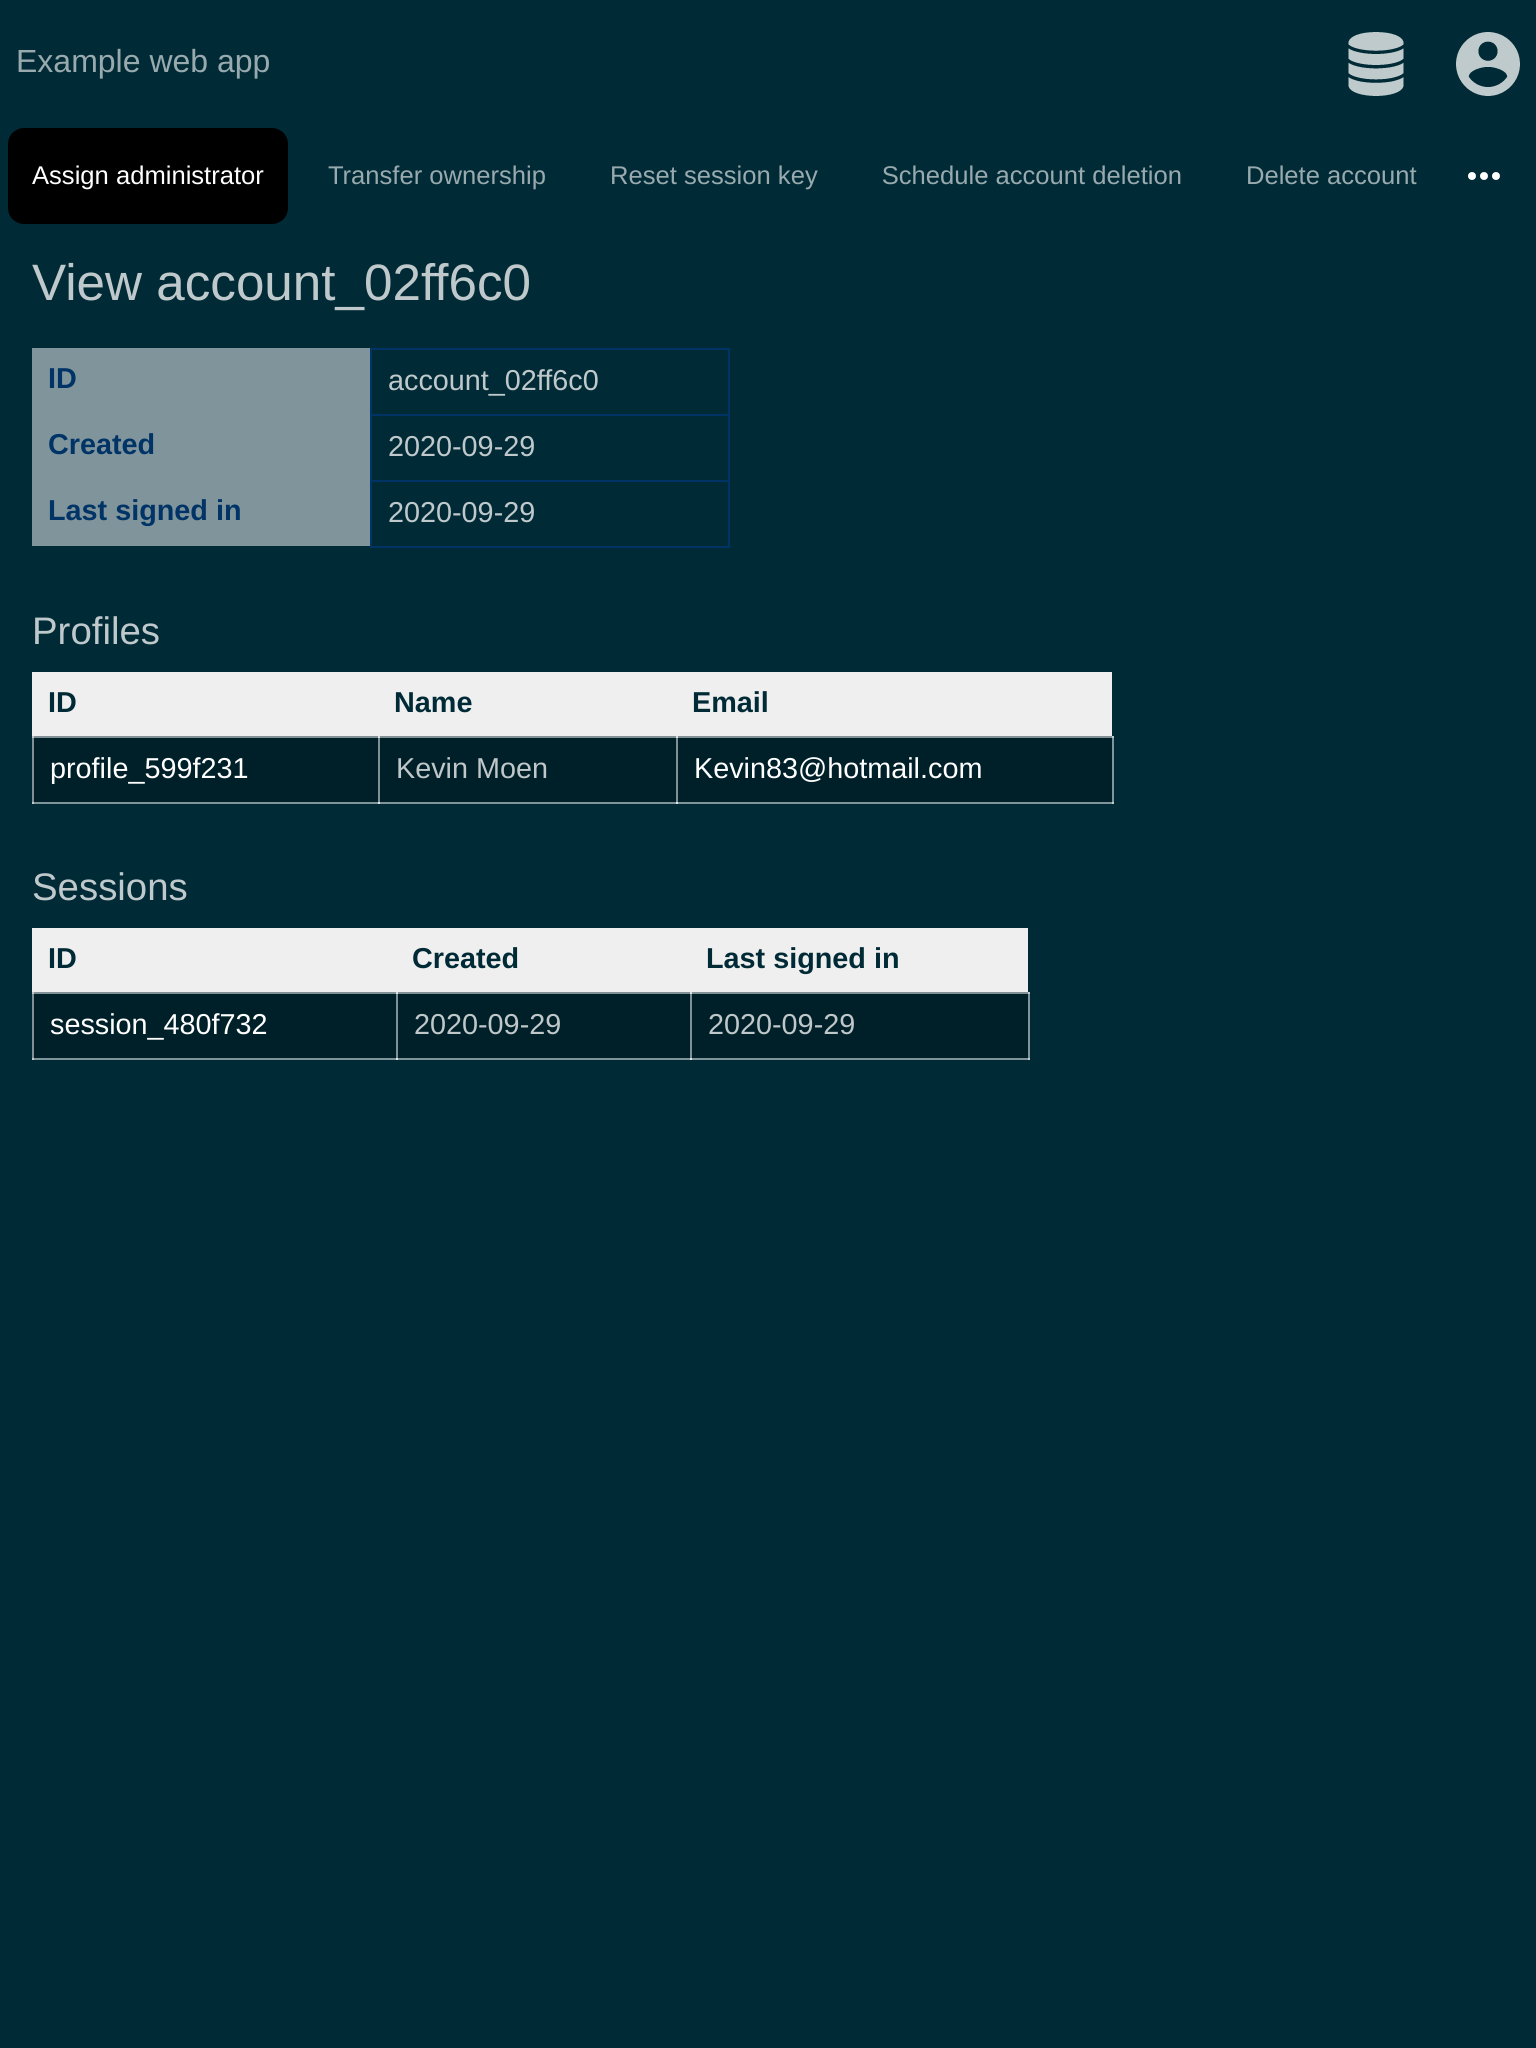 Example web app
Assign administrator Transfer ownership Reset session key Schedule account deletion Delete account
View account_02ff6c0
ID account_02ff6c0
Created 2020-09-29
Last signed in 2020-09-29
Profiles
ID Name Email
profile_599f231 Kevin Moen Kevin83@hotmail.com
Sessions
ID Created Last signed in
session_480f732 2020-09-29 2020-09-29